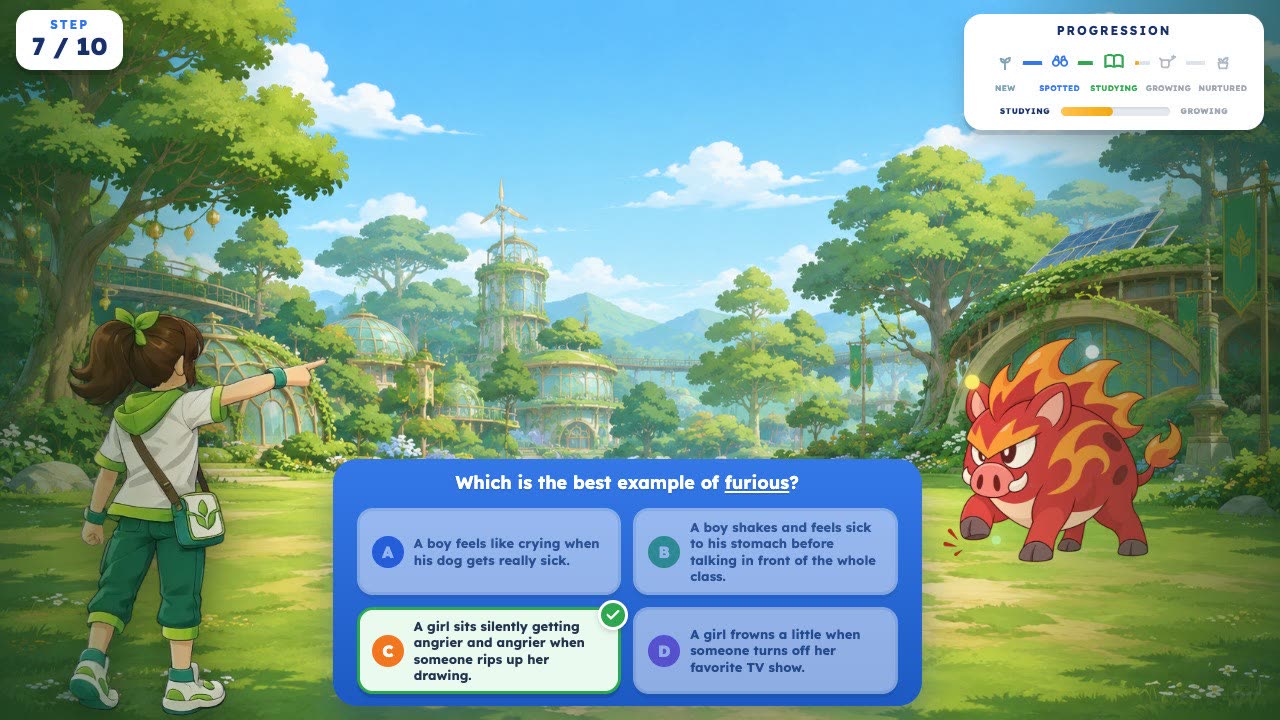 STEP
7 / 10
PROGRESSION
NEW SPOTTED STUDYING GROWING NURTURED
STUDYING GROWING
Which is the best example of furious?
A A boy feels like crying when
his dog gets really sick.
B A boy shakes and feels sick
to his stomach before
talking in front of the whole
class.
C A girl sits silently getting
angrier and angrier when
someone rips up her
drawing.
D A girl frowns a little when
someone turns off her
favorite TV show.